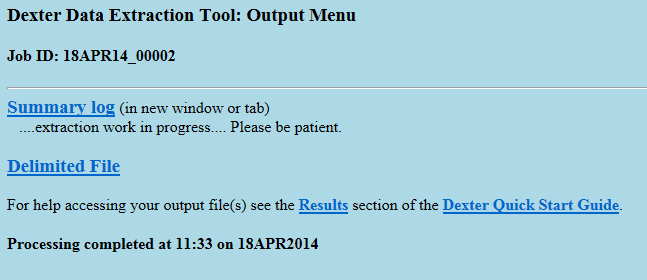 Dexter Data Extraction Tool: Output Menu
Job ID: 18APR14_00002
Summary log (in new window or tab)
....extraction work in progress.... Please be patient.
Delimited File
For help accessing your output file(s) see the Results section of the Dexter Quick Start Guide.
Processing completed at 11:33 on 18APR2014